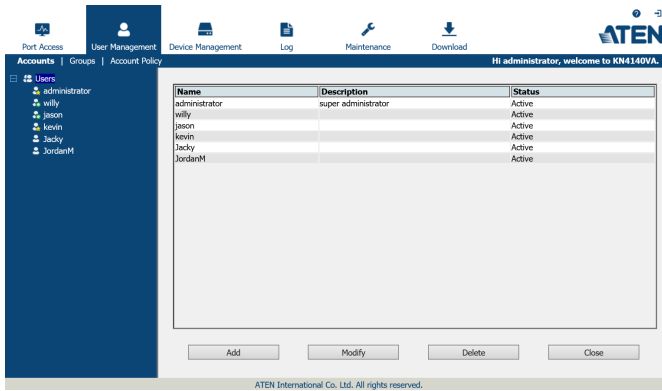 ATEN
Port Access User Management Device Management Log Maintenance Download
Accounts | Groups | Account Policy Hi administrator, welcome to KN4140VA.
Users
administrator
willy
jason
kevin
Jacky
JordanM
Name Description Status
administrator super administrator Active
willy Active
jason Active
kevin Active
Jacky Active
JordanM Active
Add Modify Delete Close
ATEN International Co. Ltd. All rights reserved.